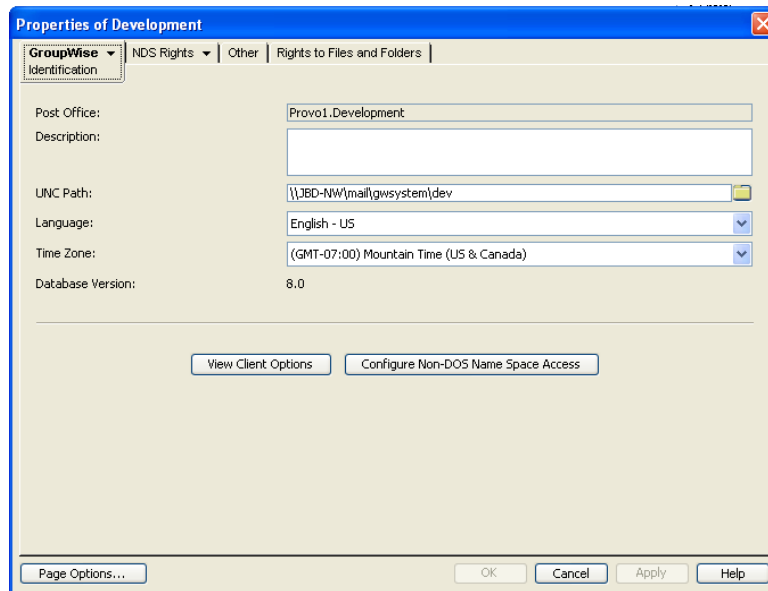 Properties of Development
GroupWise NDS Rights Other Rights to Files and Folders
Identification
Post Office: Provo1.Development
Description:
UNC Path: \\JBD-NW\mail\gwsystem\dev
Language: English - US
Time Zone: (GMT-07:00) Mountain Time (US & Canada)
Database Version: 8.0
View Client Options Configure Non-DOS Name Space Access
Page Options... OK Cancel Apply Help